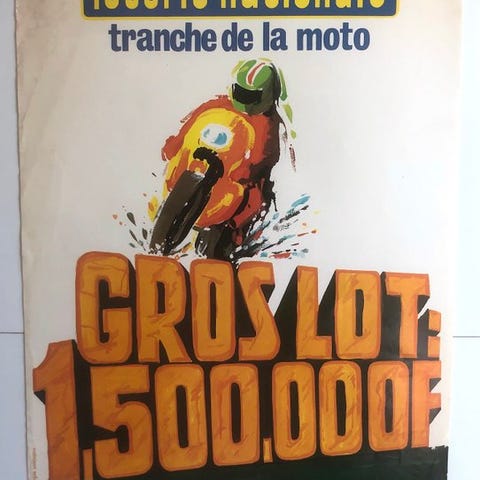 loterie nationale
tranche de la moto
GROS LOT:
1.500.000F